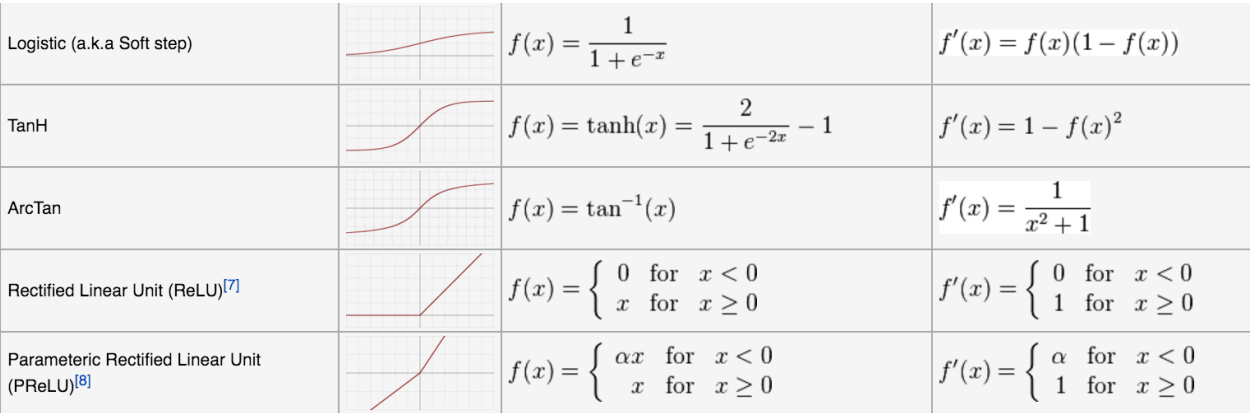 Logistic (a.k.a Soft step) f(x) = 1 / (1 + e^{-x}) f'(x) = f(x)(1 − f(x))
TanH f(x) = tanh(x) = 2 / (1 + e^{-2x}) − 1 f'(x) = 1 − f(x)^2
ArcTan f(x) = tan^{-1}(x) f'(x) = 1 / (x^2 + 1)
Rectified Linear Unit (ReLU)[7] f(x) = { 0 for x < 0 f'(x) = { 0 for x < 0
x for x ≥ 0 1 for x ≥ 0
Parameteric Rectified Linear Unit f(x) = { αx for x < 0 f'(x) = { α for x < 0
(PReLU)[8] x for x ≥ 0 1 for x ≥ 0